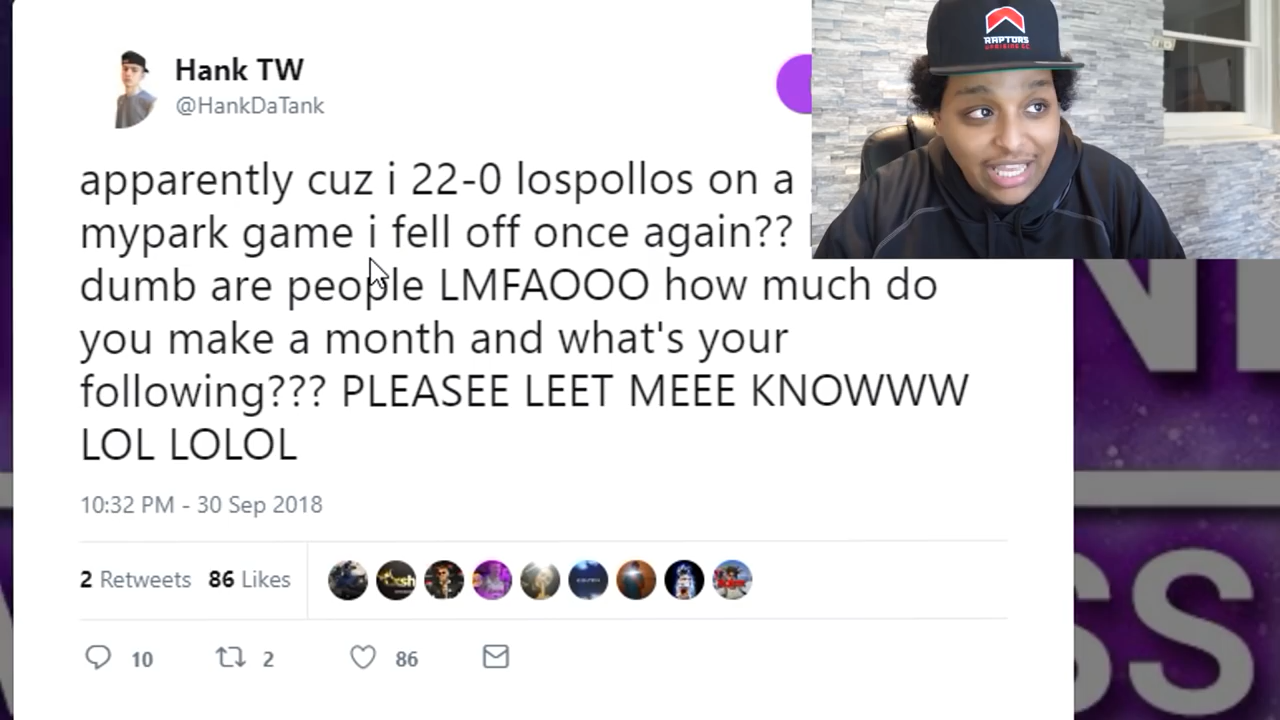 Hank TW
@HankDaTank
RAPTORS
UPRISING GC
apparently cuz i 22-0 lospollos on a
mypark game i fell off once again??
dumb are people LMFAOOO how much do
you make a month and what's your
following??? PLEASEE LEET MEEE KNOWWW
LOL LOLOL
10:32 PM - 30 Sep 2018
2 Retweets 86 Likes
10 2 86